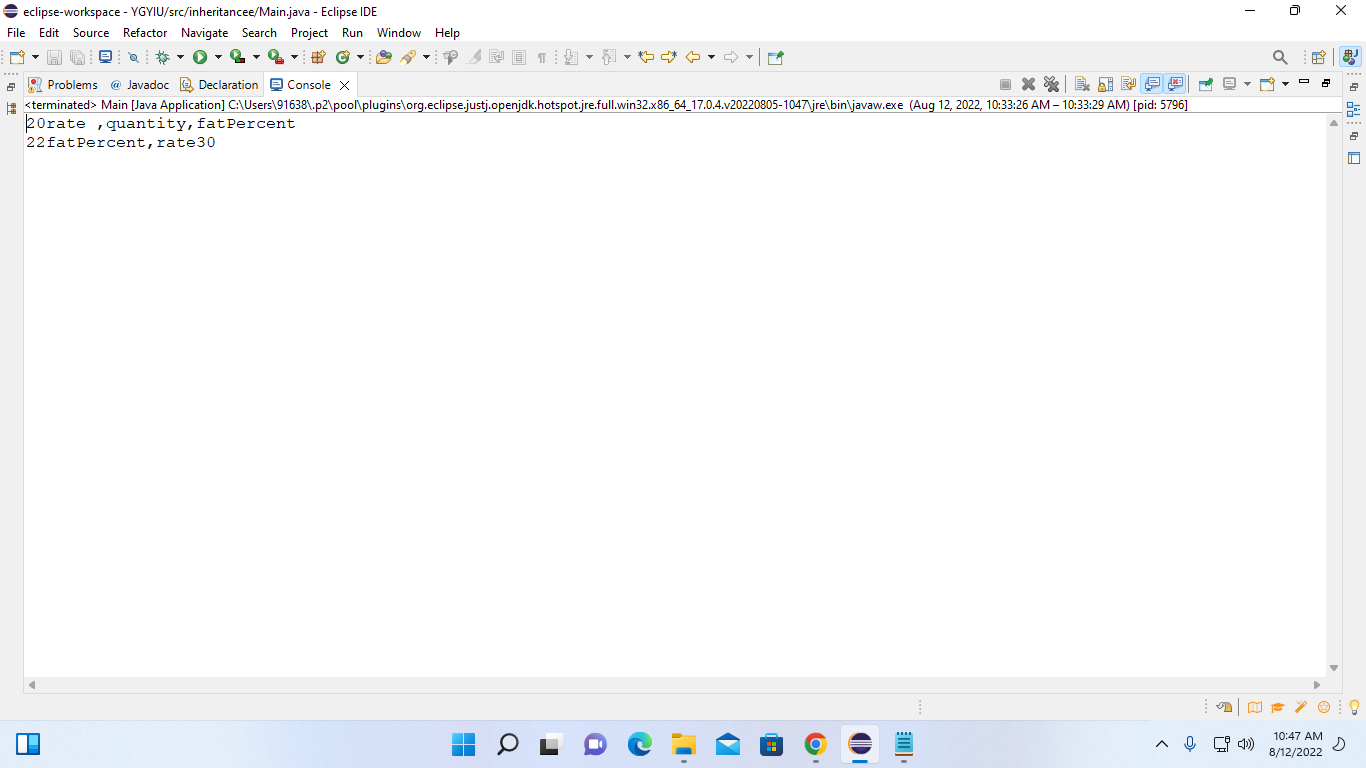 eclipse-workspace - YGYIU/src/inheritancee/Main.java - Eclipse IDE
File Edit Source Refactor Navigate Search Project Run Window Help
Problems @ Javadoc Declaration Console
<terminated> Main [Java Application] C:\Users\91638\.p2\pool\plugins\org.eclipse.justj.openjdk.hotspot.jre.full.win32.x86_64_17.0.4.v20220805-1047\jre\bin\javaw.exe (Aug 12, 2022, 10:33:26 AM – 10:33:29 AM) [pid: 5796]
20rate ,quantity,fatPercent
22fatPercent,rate30
10:47 AM
8/12/2022